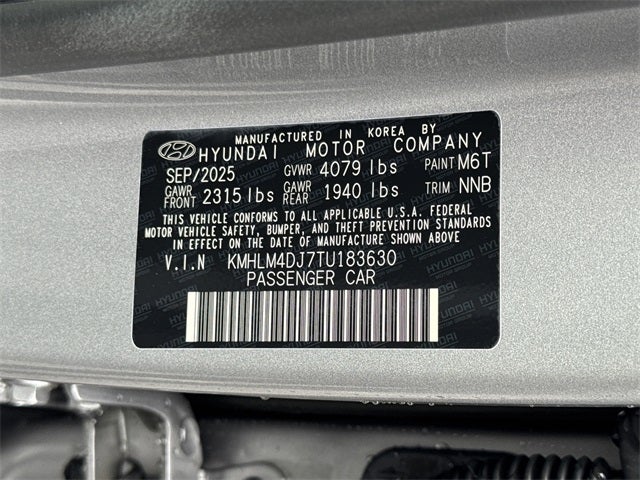 MANUFACTURED IN KOREA BY
HYUNDAI MOTOR COMPANY
SEP/2025 GVWR 4079 lbs PAINT M6T
GAWR FRONT 2315 lbs GAWR REAR 1940 lbs TRIM NNB
THIS VEHICLE CONFORMS TO ALL APPLICABLE U.S.A. FEDERAL
MOTOR VEHICLE SAFETY, BUMPER, AND THEFT PREVENTION STANDARDS
IN EFFECT ON THE DATE OF MANUFACTURE SHOWN ABOVE
V.I.N KMHLM4DJ7TU183630
PASSENGER CAR